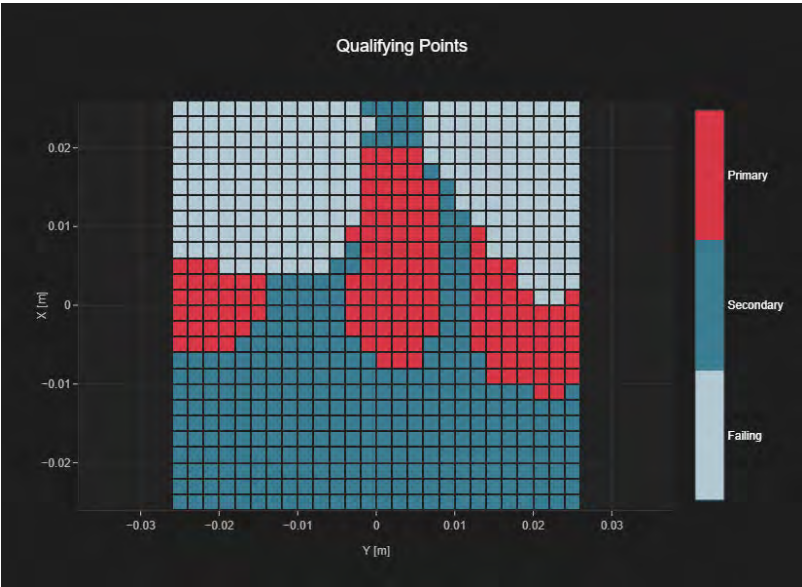 Qualifying Points
0.02
0.01
0
−0.01
−0.02
X [m]
−0.03
−0.02
−0.01
0
0.01
0.02
0.03
Y [m]
Primary
Secondary
Failing